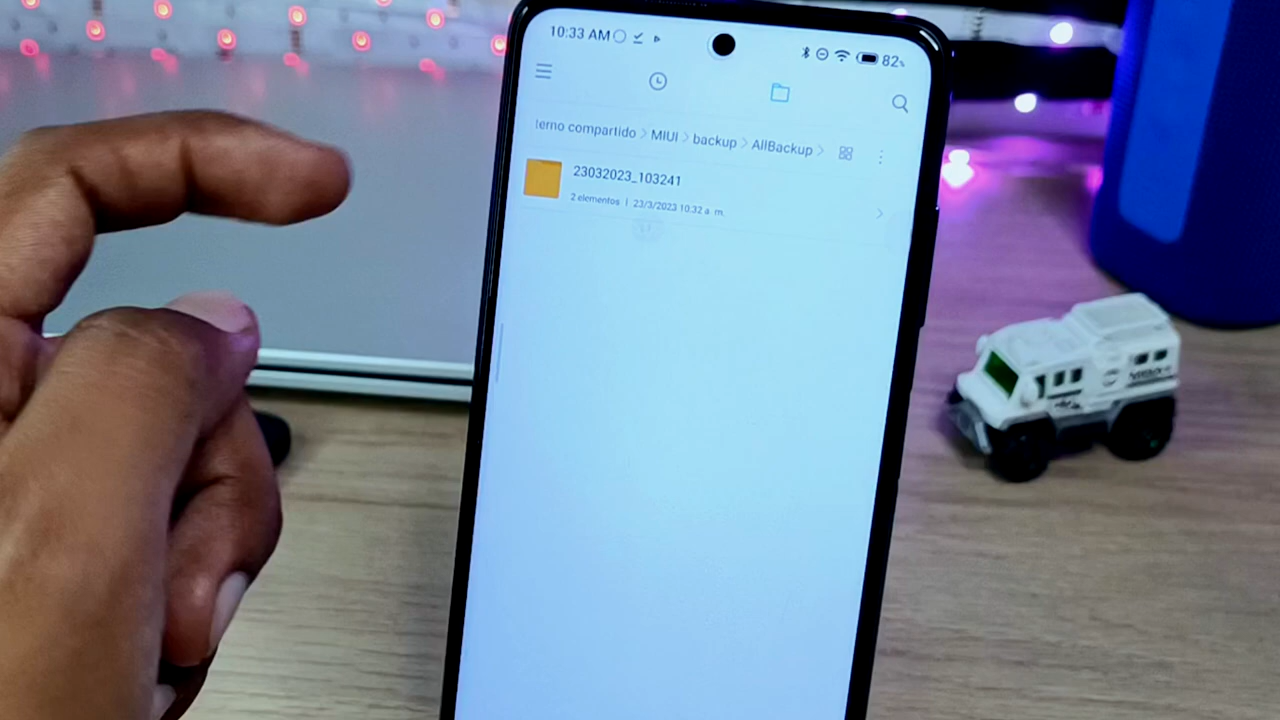 10:33 AM
82%
terno compartido > MIUI > backup > AllBackup >
23032023_103241
2 elementos | 23/3/2023 10:32 a. m.